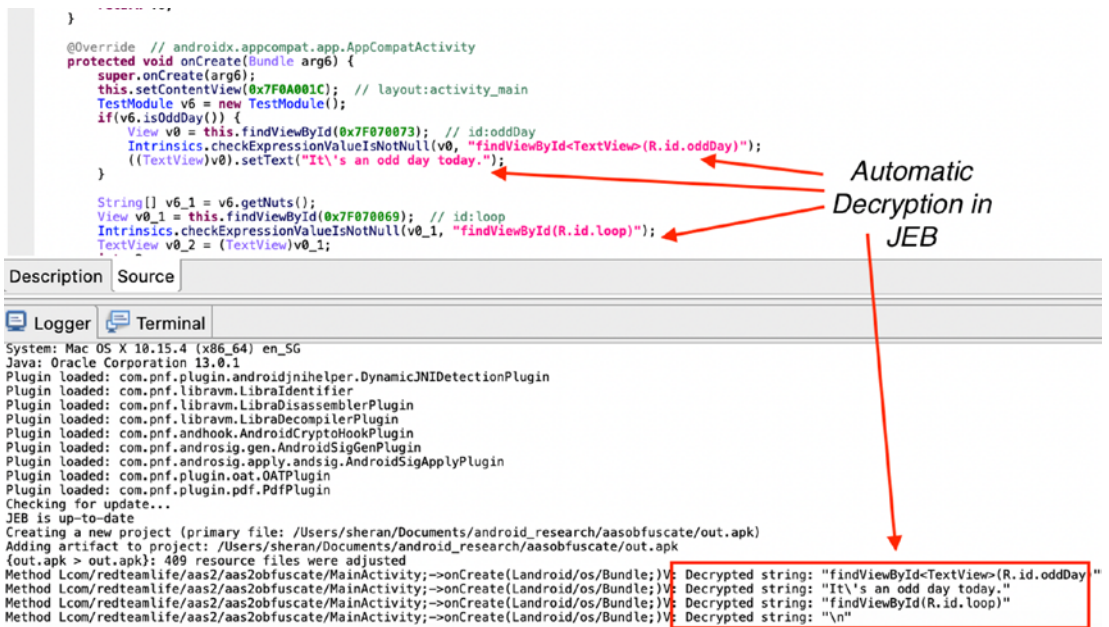 }
@Override // androidx.appcompat.app.AppCompatActivity
protected void onCreate(Bundle arg6) {
super.onCreate(arg6);
this.setContentView(0x7F0A001C); // layout:activity_main
TestModule v6 = new TestModule();
if(v6.isOddDay()) {
View v0 = this.findViewById(0x7F070073); // id:oddDay
Intrinsics.checkExpressionValueIsNotNull(v0, "findViewById<TextView>(R.id.oddDay)");
((TextView)v0).setText("It\'s an odd day today.");
}
String[] v6_1 = v6.getNuts();
View v0_1 = this.findViewById(0x7F070069); // id:loop
Intrinsics.checkExpressionValueIsNotNull(v0_1, "findViewById(R.id.loop)");
TextView v0_2 = (TextView)v0_1;
Automatic
Decryption in
JEB
Description Source
Logger Terminal
System: Mac OS X 10.15.4 (x86_64) en_SG
Java: Oracle Corporation 13.0.1
Plugin loaded: com.pnf.plugin.androidjnihelper.DynamicJNIDetectionPlugin
Plugin loaded: com.pnf.libravm.LibraIdentifier
Plugin loaded: com.pnf.libravm.LibraDisassemblerPlugin
Plugin loaded: com.pnf.libravm.LibraDecompilerPlugin
Plugin loaded: com.pnf.andhook.AndroidCryptoHookPlugin
Plugin loaded: com.pnf.androsig.gen.AndroidSigGenPlugin
Plugin loaded: com.pnf.androsig.apply.andsig.AndroidSigApplyPlugin
Plugin loaded: com.pnf.plugin.oat.OATPlugin
Plugin loaded: com.pnf.plugin.pdf.PdfPlugin
Checking for update...
JEB is up-to-date
Creating a new project (primary file: /Users/sheran/Documents/android_research/aasobfuscate/out.apk)
Adding artifact to project: /Users/sheran/Documents/android_research/aasobfuscate/out.apk
{out.apk > out.apk}: 409 resource files were adjusted
Method Lcom/redteamlife/aas2/aas2obfuscate/MainActivity;->onCreate(Landroid/os/Bundle;)V: Decrypted string: "findViewById<TextView>(R.id.oddDay)"
Method Lcom/redteamlife/aas2/aas2obfuscate/MainActivity;->onCreate(Landroid/os/Bundle;)V: Decrypted string: "It\'s an odd day today."
Method Lcom/redteamlife/aas2/aas2obfuscate/MainActivity;->onCreate(Landroid/os/Bundle;)V: Decrypted string: "findViewById(R.id.loop)"
Method Lcom/redteamlife/aas2/aas2obfuscate/MainActivity;->onCreate(Landroid/os/Bundle;)V: Decrypted string: "\n"